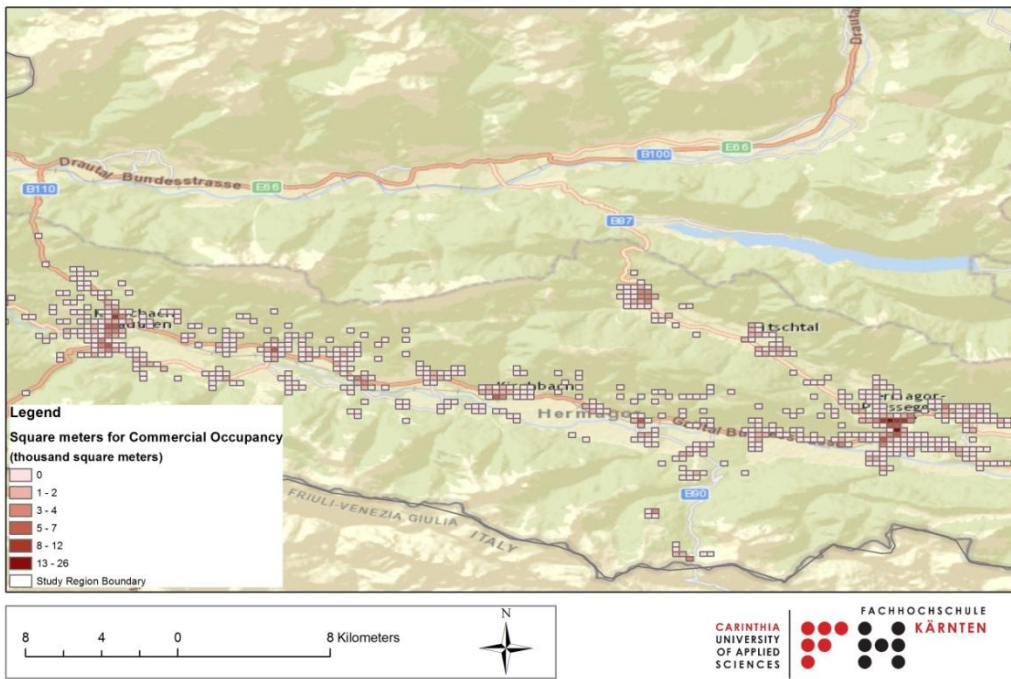 Drautal
E66
B100
Drautal Bundesstrasse
E66
B110
B87
Hermagor
B90
FRIULI-VENEZIA GIULIA
ITALY
Legend
Square meters for Commercial Occupancy
(thousand square meters)
0
1 - 2
3 - 4
5 - 7
8 - 12
13 - 26
Study Region Boundary
8 4 0 8 Kilometers
N
CARINTHIA
UNIVERSITY
OF APPLIED
SCIENCES
FACHHOCHSCHULE
KÄRNTEN